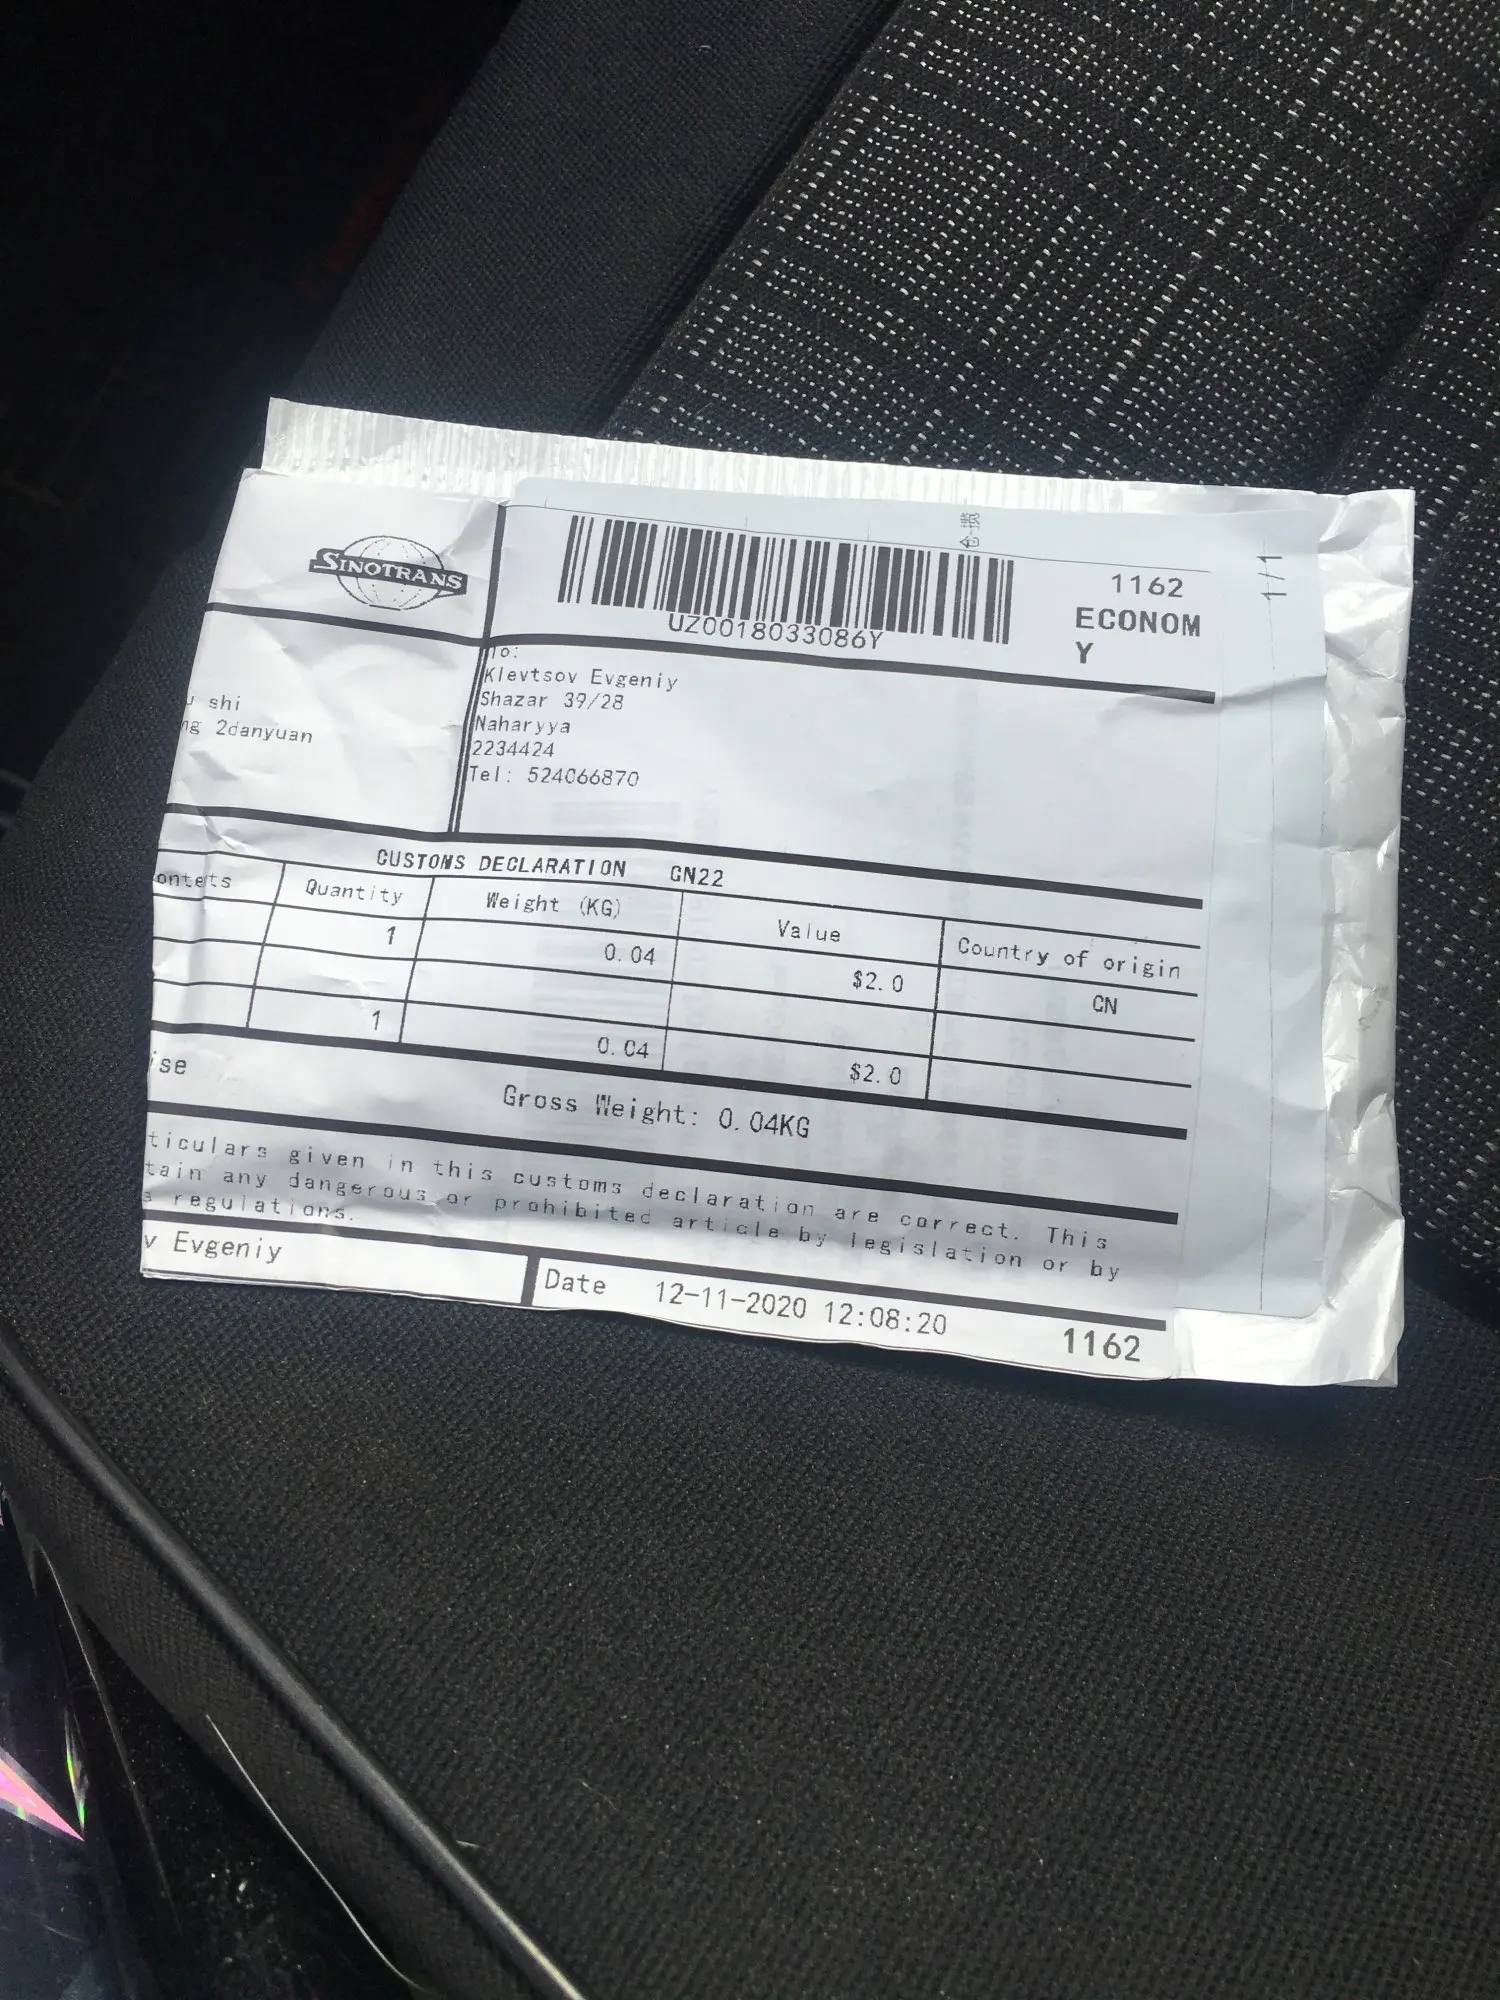 SINOTRANS
UZ0018033086Y
1162
ECONOM
Y
1/1
To:
Klevtsov Evgeniy
Shazar 39/28
Naharyya
2234424
Tel: 524066870
shi
2danyuan
CUSTOMS DECLARATION CN22
ontets Quantity Weight (KG) Value Country of origin
1 0.04 $2.0 CN
1 0.04 $2.0
ise Gross Weight: 0.04KG
ticulars given in this customs declaration are correct. This
tain any dangerous or prohibited article by legislation or by
regulations.
v Evgeniy Date 12-11-2020 12:08:20 1162